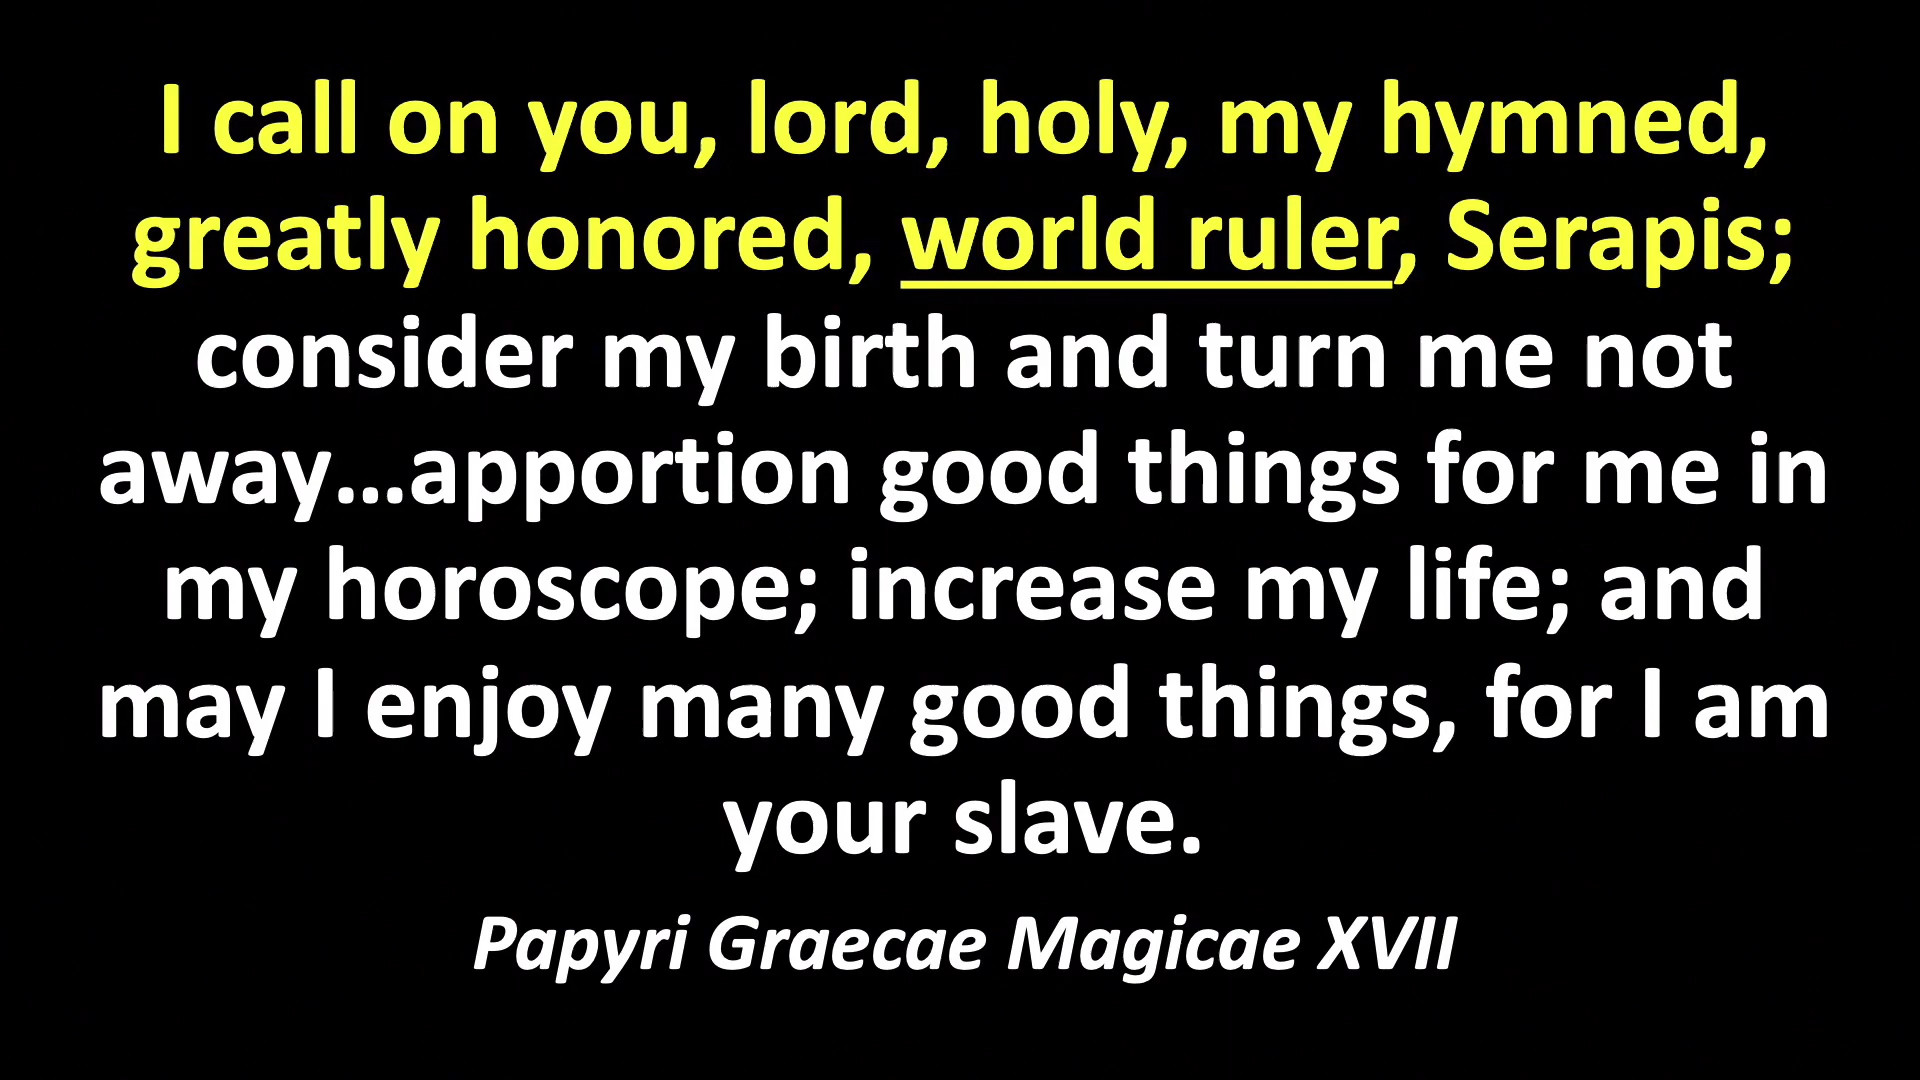 I call on you, lord, holy, my hymned,
greatly honored, world ruler, Serapis;
consider my birth and turn me not
away...apportion good things for me in
my horoscope; increase my life; and
may I enjoy many good things, for I am
your slave.
Papyri Graecae Magicae XVII